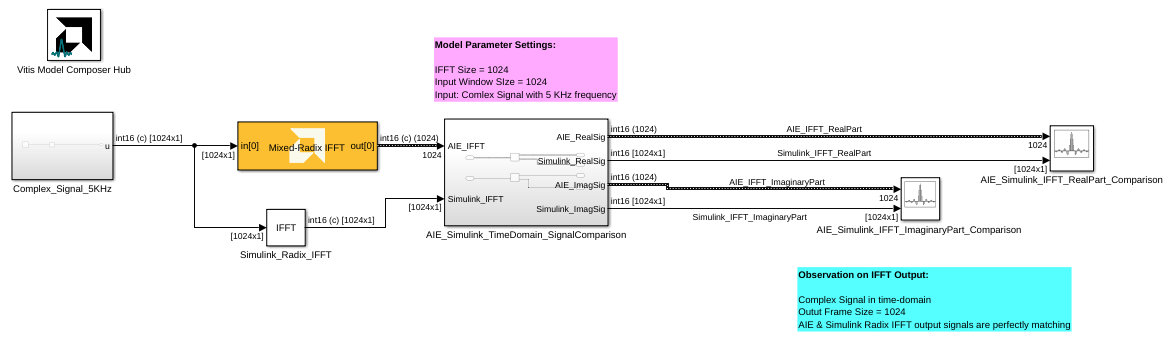 Vitis Model Composer Hub
Model Parameter Settings:
IFFT Size = 1024
Input Window SIze = 1024
Input: Comlex Signal with 5 KHz frequency
u
Complex_Signal_5KHz
int16 (c) [1024x1]
[1024x1]
in[0]
Mixed-Radix IFFT
out[0]
int16 (c) (1024)
1024
[1024x1]
IFFT
Simulink_Radix_IFFT
int16 (c) [1024x1]
[1024x1]
AIE_IFFT
Simulink_IFFT
AIE_RealSig
Simulink_RealSig
AIE_ImagSig
Simulink_ImagSig
AIE_Simulink_TimeDomain_SignalComparison
int16 (1024)
AIE_IFFT_RealPart
1024
int16 [1024x1]
Simulink_IFFT_RealPart
[1024x1]
AIE_Simulink_IFFT_RealPart_Comparison
int16 (1024)
AIE_IFFT_ImaginaryPart
1024
int16 [1024x1]
Simulink_IFFT_ImaginaryPart
[1024x1]
AIE_Simulink_IFFT_ImaginaryPart_Comparison
Observation on IFFT Output:
Complex Signal in time-domain
Outut Frame Size = 1024
AIE & Simulink Radix IFFT output signals are perfectly matching